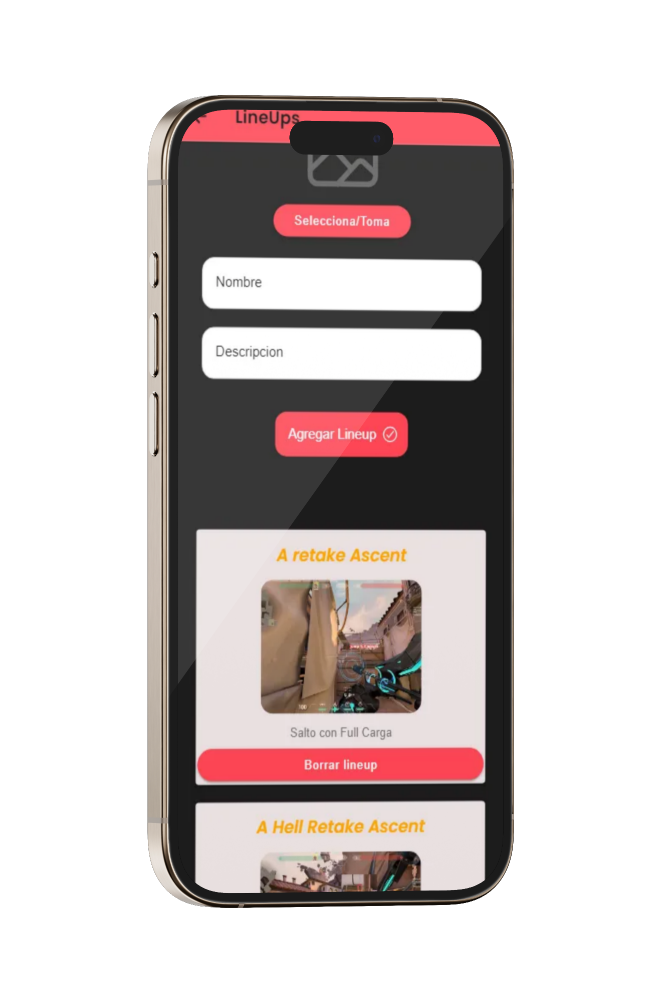 LineUps
Selecciona/Toma
Nombre
Descripcion
Agregar Lineup
A retake Ascent
Salto con Full Carga
Borrar lineup
A Hell Retake Ascent